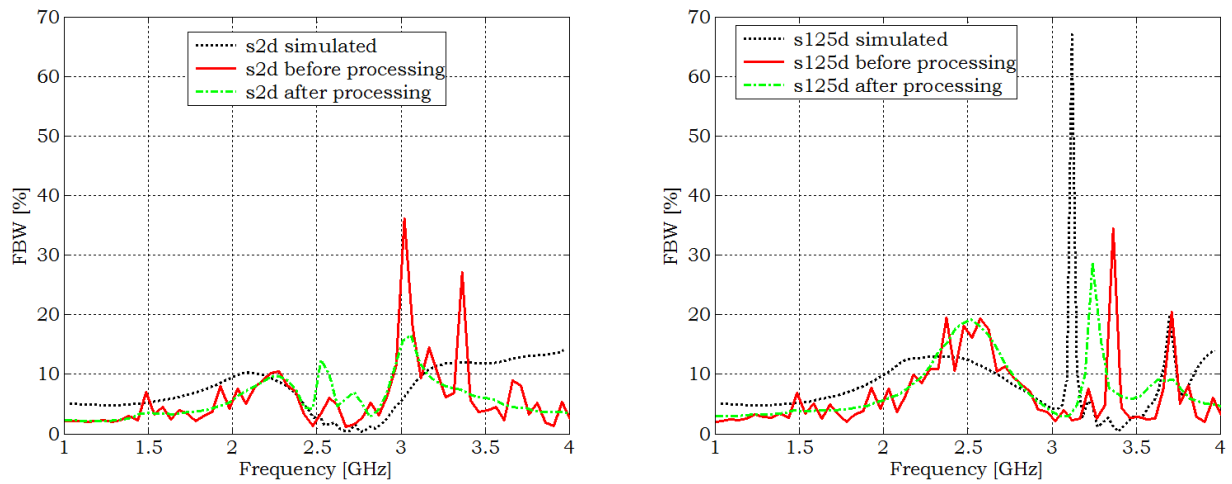 70
60
50
40
30
20
10
0
FBW [%]
s2d simulated
s2d before processing
s2d after processing
1 1.5 2 2.5 3 3.5 4
Frequency [GHz]
70
60
50
40
30
20
10
0
FBW [%]
s125d simulated
s125d before processing
s125d after processing
1 1.5 2 2.5 3 3.5 4
Frequency [GHz]